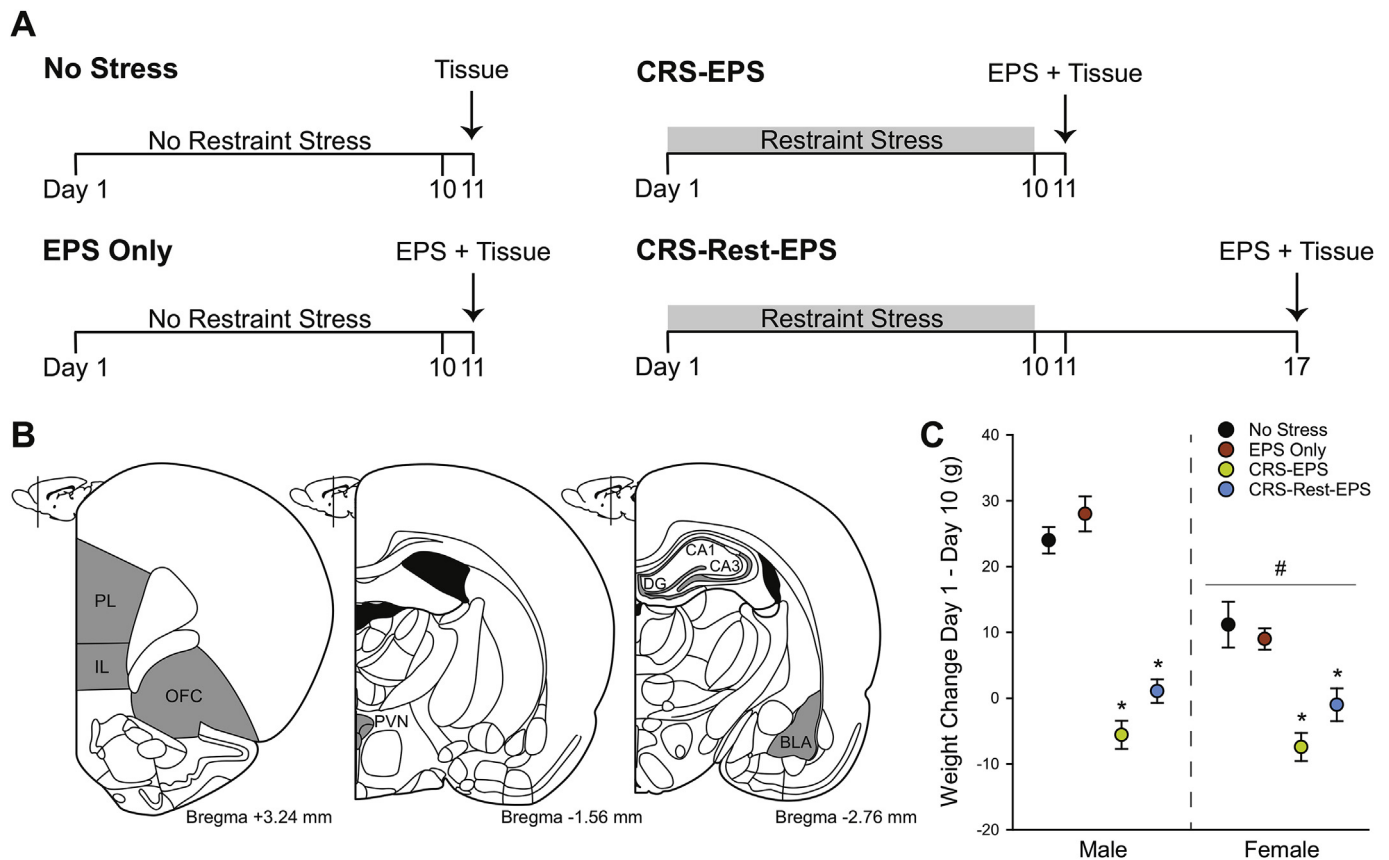 A
No Stress
Tissue
No Restraint Stress
Day 1
10 11
CRS-EPS
EPS + Tissue
Restraint Stress
Day 1
10 11
EPS Only
EPS + Tissue
No Restraint Stress
Day 1
10 11
CRS-Rest-EPS
EPS + Tissue
Restraint Stress
Day 1
10 11
17
B
PL
IL
OFC
Bregma +3.24 mm
PVN
Bregma -1.56 mm
CA1
CA3
DG
BLA
Bregma -2.76 mm
C
No Stress
EPS Only
CRS-EPS
CRS-Rest-EPS
Weight Change Day 1 - Day 10 (g)
40
30
20
10
0
-10
-20
*
*
#
*
*
Male
Female